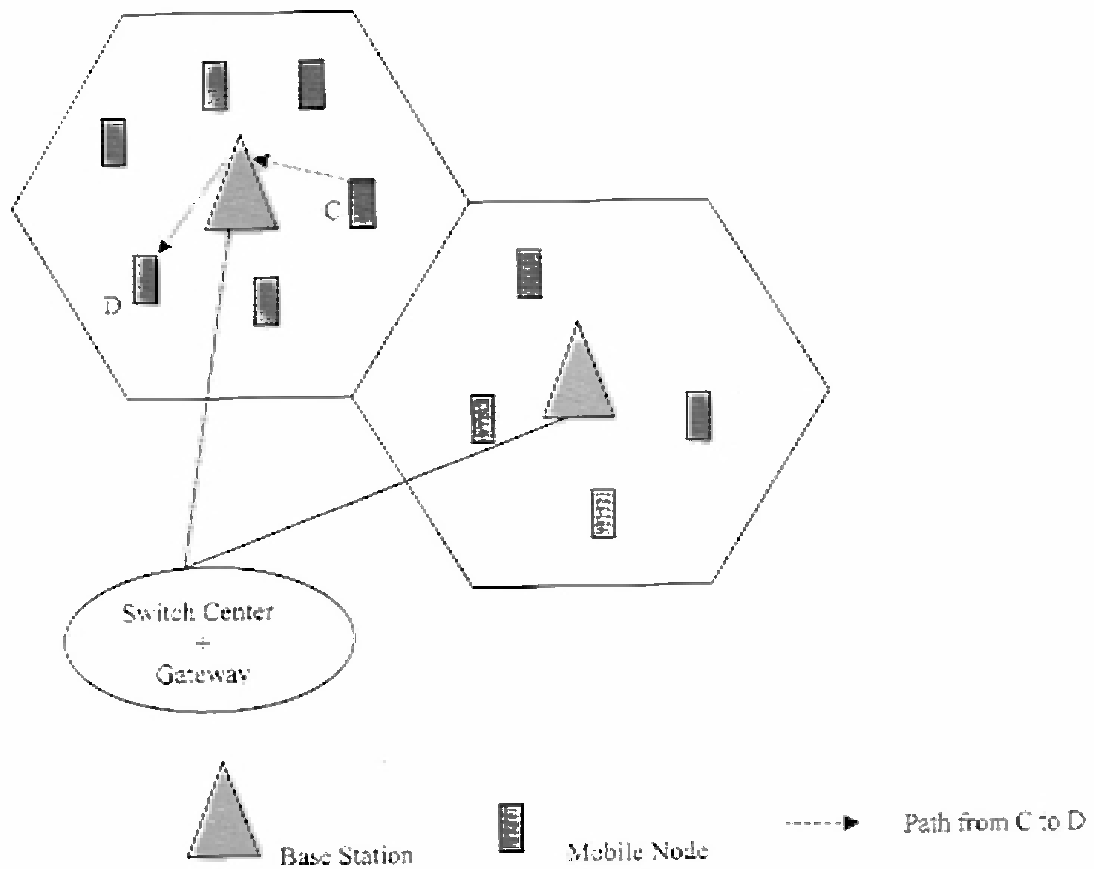 C
D
Switch Center
+
Gateway
Base Station
Mobile Node
Path from C to D